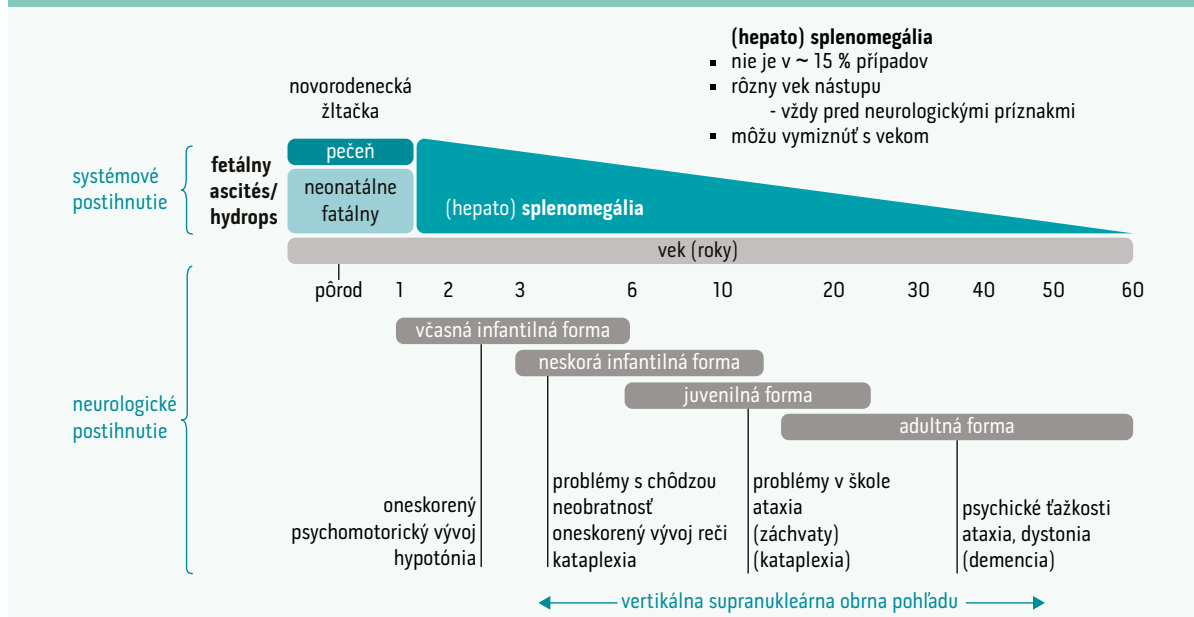 (hepato) splenomegália
▪ nie je v ~ 15 % případov
▪ rôzny vek nástupu
- vždy pred neurologickými príznakmi
▪ môžu vymiznúť s vekom
novorodenecká
žltačka
systémové
postihnutie
fetálny
ascités/
hydrops
pečeň
neonatálne
fatálny
(hepato) splenomegália
vek (roky)
pôrod 1 2 3 6 10 20 30 40 50 60
neurologické
postihnutie
včasná infantilná forma
neskorá infantilná forma
juvenilná forma
adultná forma
oneskorený
psychomotorický vývoj
hypotónia
problémy s chôdzou
neobratnosť
oneskorený vývoj reči
kataplexia
problémy v škole
ataxia
(záchvaty)
(kataplexia)
psychické ťažkosti
ataxia, dystonia
(demencia)
vertikálna supranukleárna obrna pohľadu